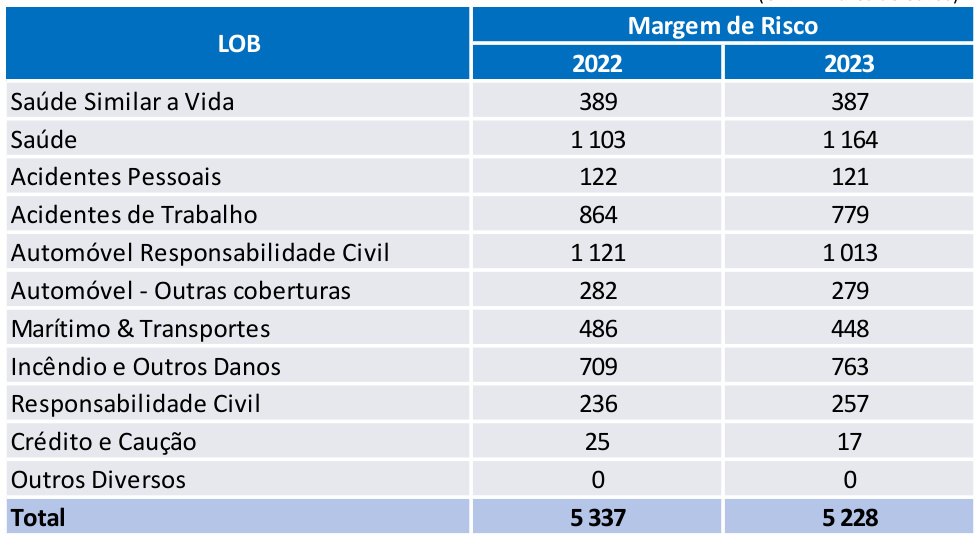 LOB Margem de Risco
2022 2023
Saúde Similar a Vida 389 387
Saúde 1 103 1 164
Acidentes Pessoais 122 121
Acidentes de Trabalho 864 779
Automóvel Responsabilidade Civil 1 121 1 013
Automóvel - Outras coberturas 282 279
Marítimo & Transportes 486 448
Incêndio e Outros Danos 709 763
Responsabilidade Civil 236 257
Crédito e Caução 25 17
Outros Diversos 0 0
Total 5 337 5 228